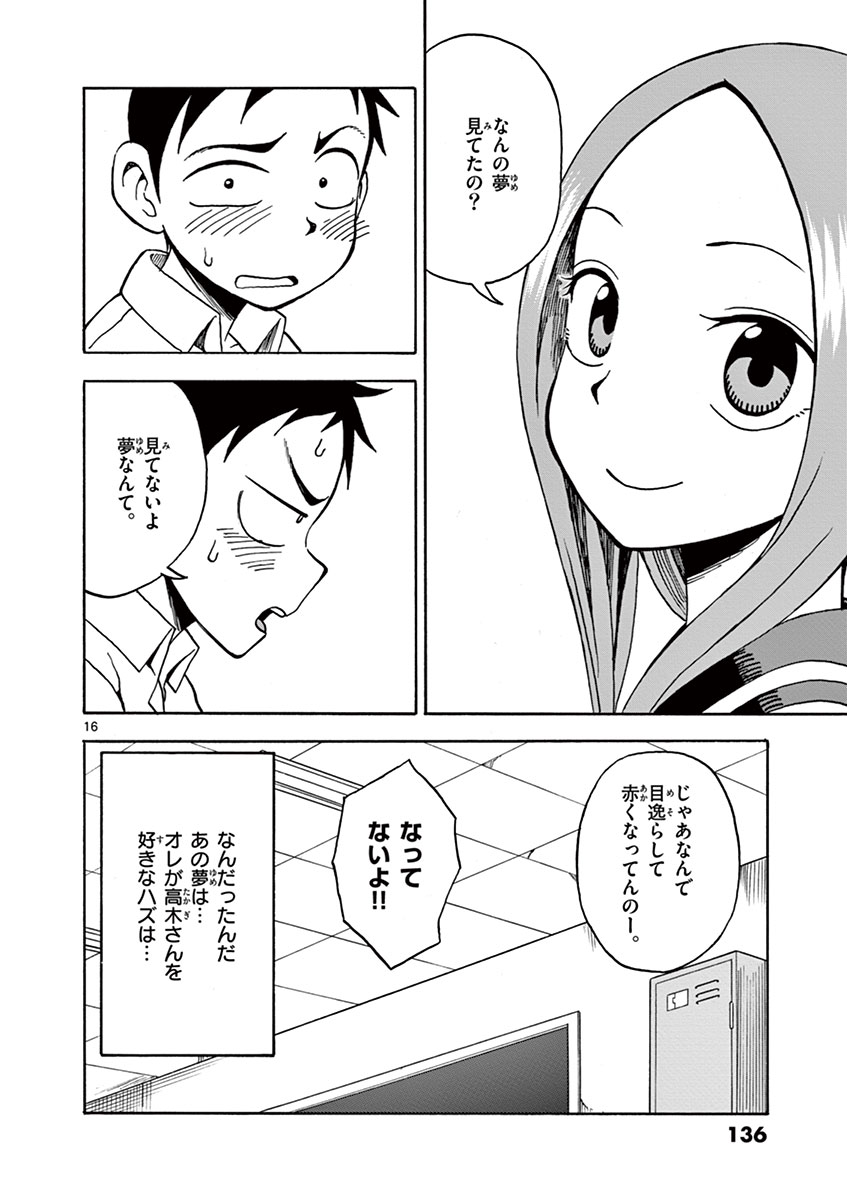 なんの夢
見てたの？
見てないよ
夢なんて。
じゃあなんで
目逸らして
赤くなってんのー。
なって
ないよ!!
なんだったんだ
あの夢は…
オレが高木さんを
好きなハズは…
16
136